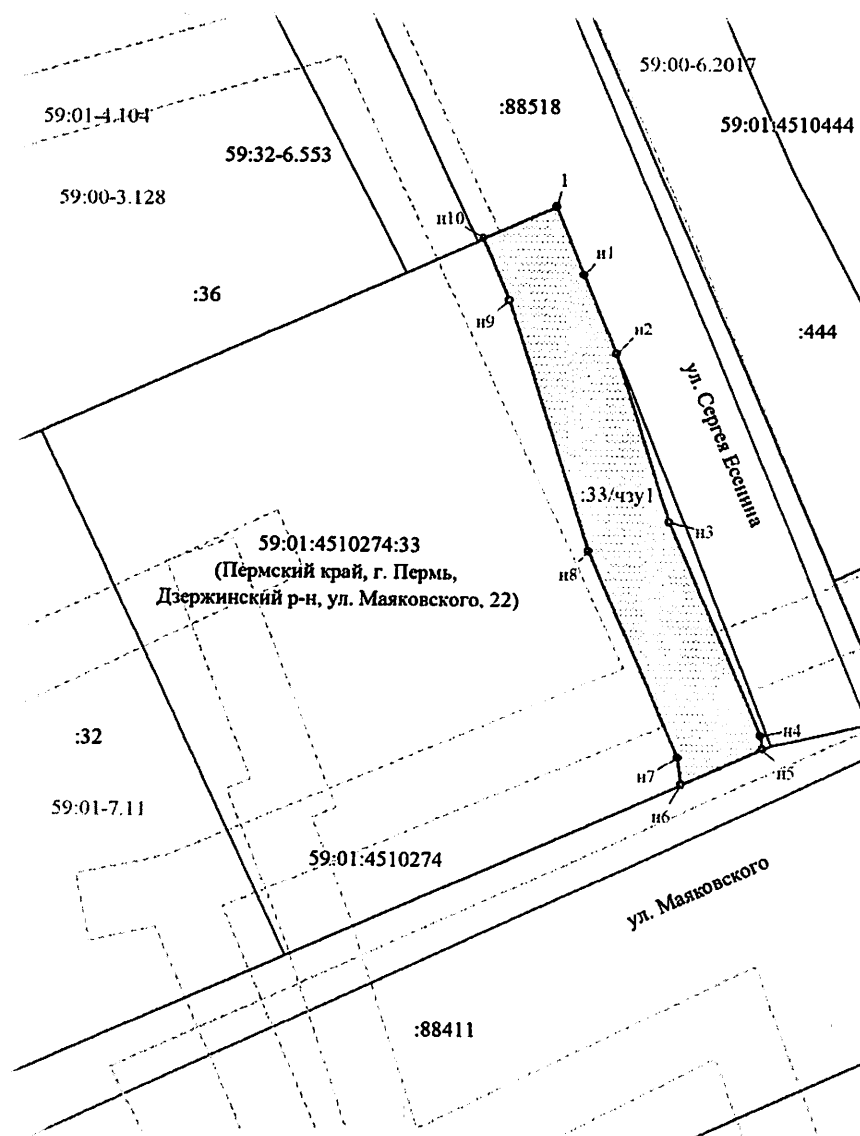 59:00-6.2017
:88518
59:01-4.104
59:01:4510444
59:32-6.553
59:00-3.128
1
н10
н1
:36
н9
:444
н2
ул. Сергея Есенина
:33/чзу1
н3
59:01:4510274:33
(Пермский край, г. Пермь,
Дзержинский р-н, ул. Маяковского, 22)
н8
:32
н4
н5
н7
н6
59:01-7.11
59:01:4510274
ул. Маяковского
:88411